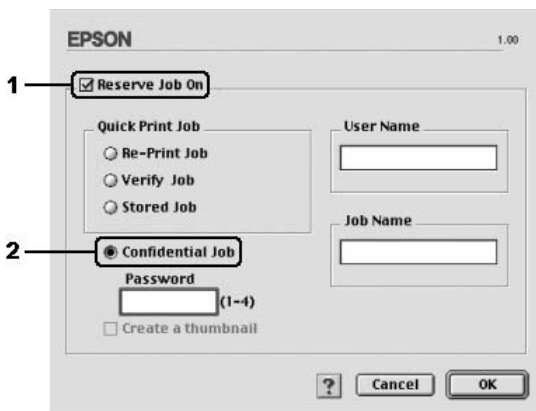 EPSON
1.00
1
Reserve Job On
Quick Print Job
Re-Print Job
Verify Job
Stored Job
User Name
2
Confidential Job
Password
(1-4)
Create a thumbnail
Job Name
?
Cancel
OK